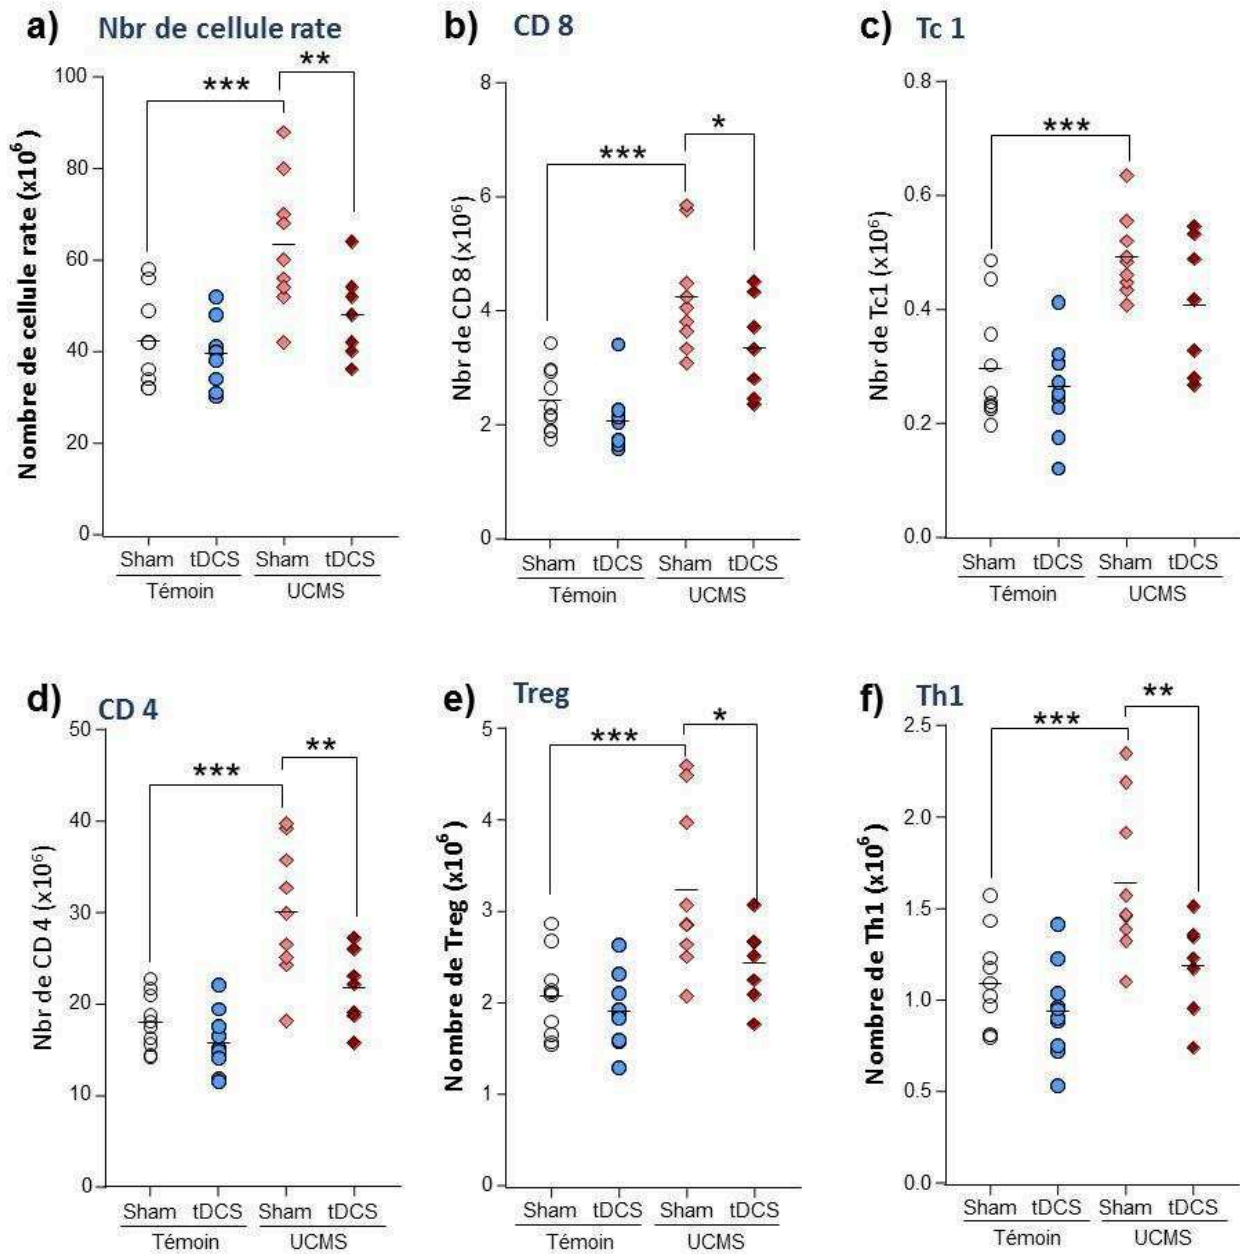 a) Nbr de cellule rate
Nombre de cellule rate (x10⁶)
100
80
60
40
20
0
***
**
Sham tDCS Sham tDCS
Témoin UCMS
b) CD 8
Nbr de CD 8 (x10⁶)
8
6
4
2
0
***
*
Sham tDCS Sham tDCS
Témoin UCMS
c) Tc 1
Nbr de Tc1 (x10⁶)
0.8
0.6
0.4
0.2
0.0
***
Sham tDCS Sham tDCS
Témoin UCMS
d) CD 4
Nbr de CD 4 (x10⁶)
50
40
30
20
10
0
***
**
Sham tDCS Sham tDCS
Témoin UCMS
e) Treg
Nombre de Treg (x10⁶)
5
4
3
2
1
0
***
*
Sham tDCS Sham tDCS
Témoin UCMS
f) Th1
Nombre de Th1 (x10⁶)
2.5
2.0
1.5
1.0
0.5
0.0
***
**
Sham tDCS Sham tDCS
Témoin UCMS